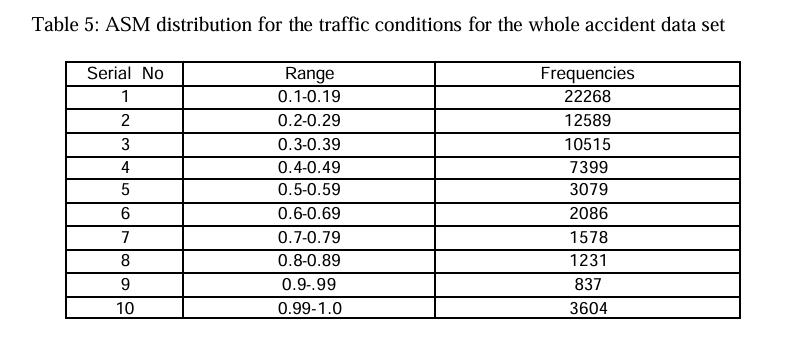 Table 5: ASM distribution for the traffic conditions for the whole accident data set
Serial No Range Frequencies
1 0.1-0.19 22268
2 0.2-0.29 12589
3 0.3-0.39 10515
4 0.4-0.49 7399
5 0.5-0.59 3079
6 0.6-0.69 2086
7 0.7-0.79 1578
8 0.8-0.89 1231
9 0.9-.99 837
10 0.99-1.0 3604